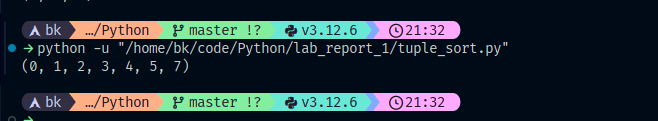 bk …/Python master !? v3.12.6 21:32
→ python -u "/home/bk/code/Python/lab_report_1/tuple_sort.py"
(0, 1, 2, 3, 4, 5, 7)
bk …/Python master !? v3.12.6 21:32
→